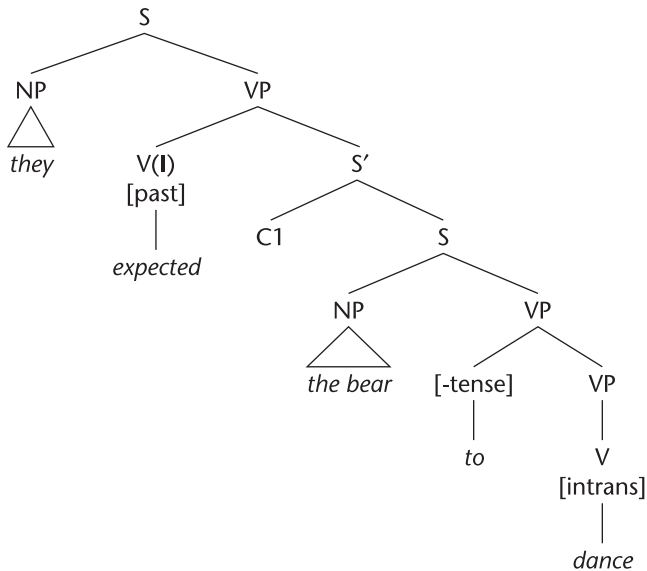 S
NP VP
they V(I) S′
[past]
C1 S
expected
NP VP
the bear [-tense] VP
to V
[intrans]
dance